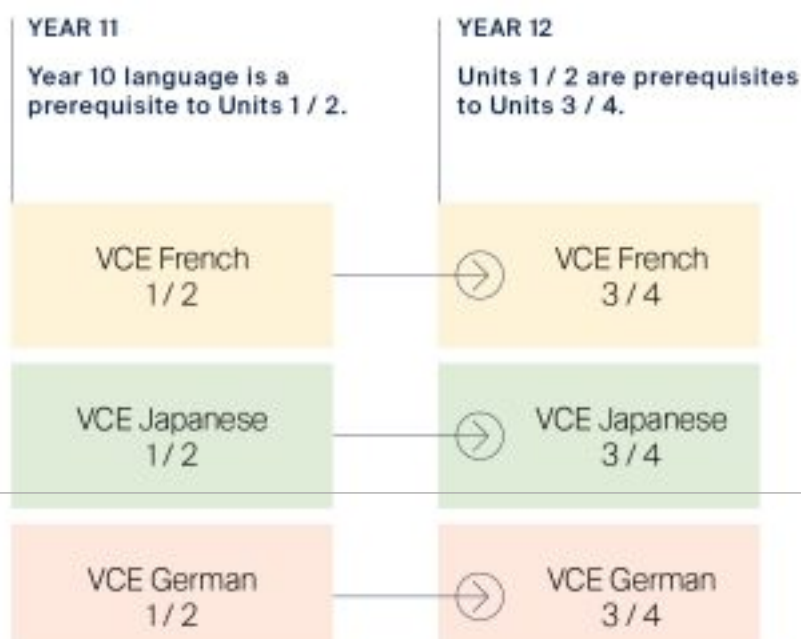 YEAR 11
Year 10 language is a
prerequisite to Units 1 / 2.
YEAR 12
Units 1 / 2 are prerequisites
to Units 3 / 4.
VCE French
1 / 2
VCE French
3 / 4
VCE Japanese
1 / 2
VCE Japanese
3 / 4
VCE German
1 / 2
VCE German
3 / 4